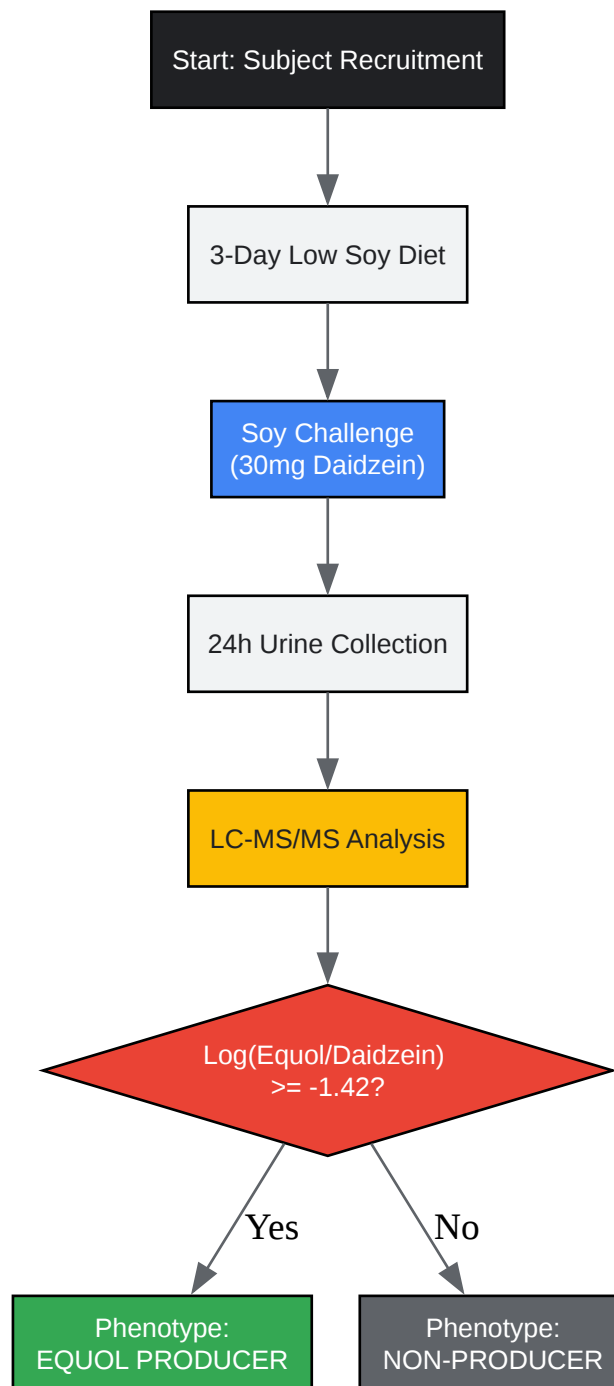 Start: Subject Recruitment
3-Day Low Soy Diet
Soy Challenge
(30mg Daidzein)
24h Urine Collection
LC-MS/MS Analysis
Log(Equol/Daidzein)
>= -1.42?
Yes
No
Phenotype:
EQUOL PRODUCER
Phenotype:
NON-PRODUCER